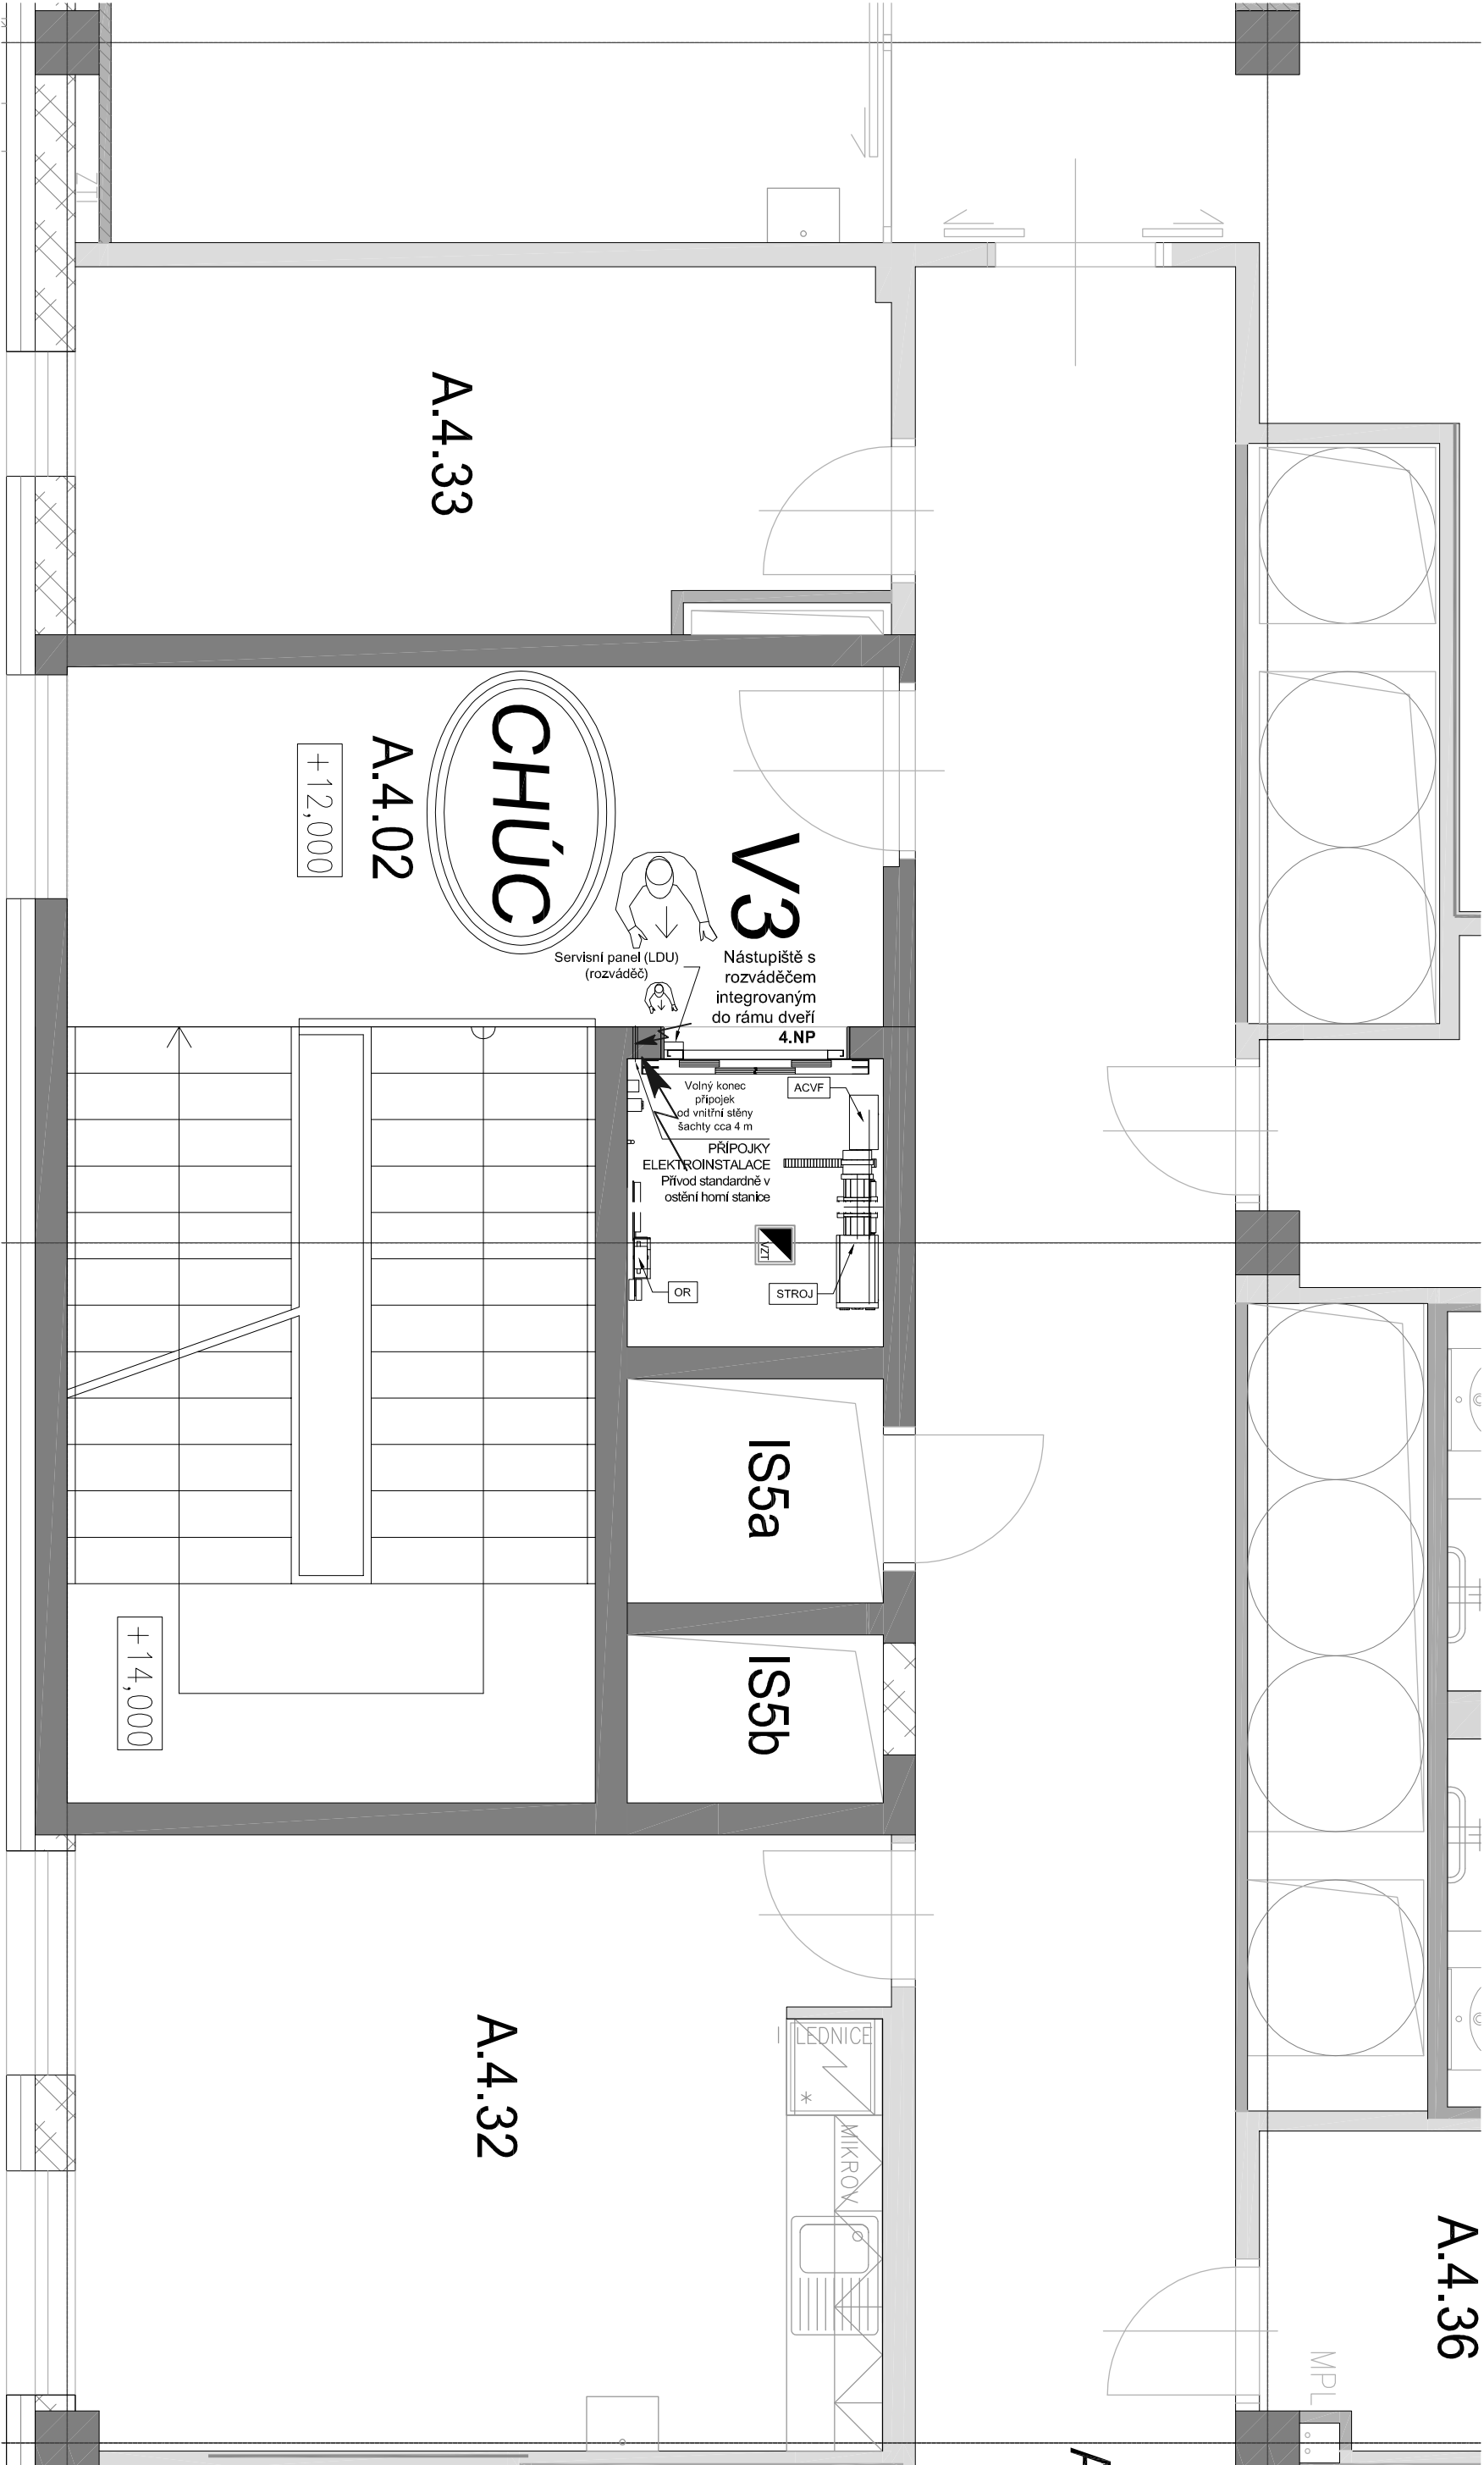 TI
A.4.33
CHÚC
A.4.02
+12,000
V3
Servisní panel (LDU)
(rozváděč)
Nástupiště s
rozváděčem
integrovaným
do rámu dveří
4.NP
Volný konec
přípojek
od vnitřní stěny
šachty cca 4 m
ACVF
PŘÍPOJKY
ELEKTROINSTALACE
Přívod standardně v
ostění horní stanice
VZT
OR
STROJ
IS5a
IS5b
+14,000
LEDNICE
*
MIKROV
A.4.32
A.4.36
MPL
A